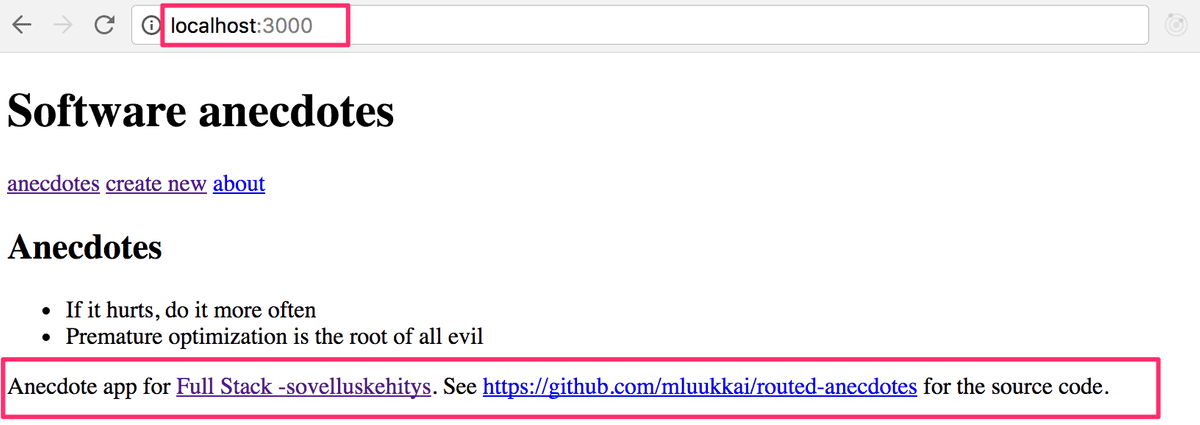 localhost:3000
Software anecdotes
anecdotes create new about
Anecdotes
If it hurts, do it more often
Premature optimization is the root of all evil
Anecdote app for Full Stack -sovelluskehitys. See https://github.com/mluukkai/routed-anecdotes for the source code.